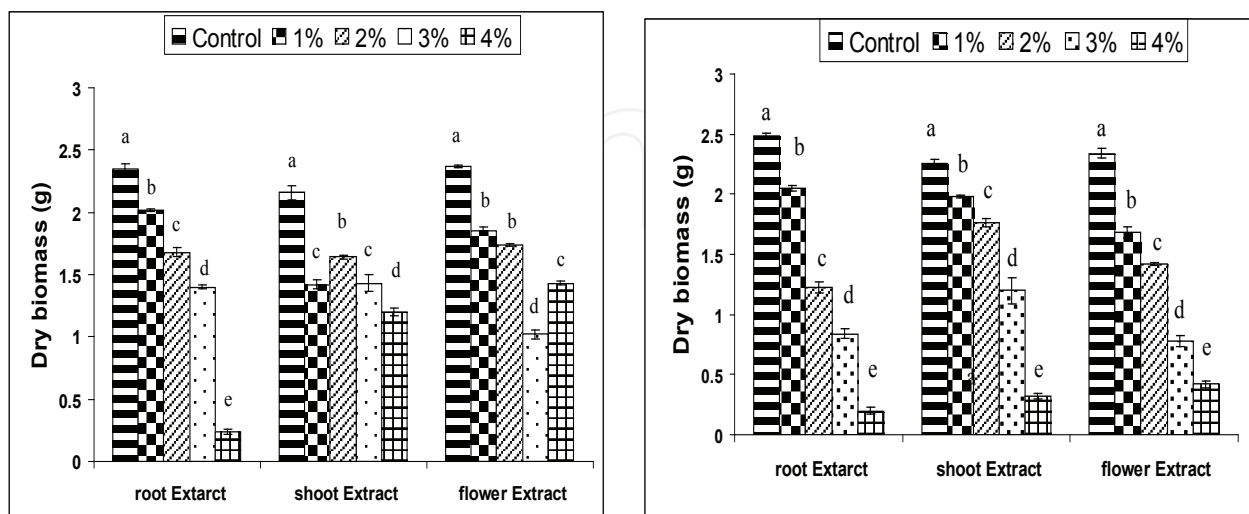 Control 1% 2% 3% 4%
Dry biomass (g)
3
2.5
2
1.5
1
0.5
0
a b c d e
a c b c d
a b b d c
root Extarct shoot Extract flower Extract
Control 1% 2% 3% 4%
Dry biomass (g)
3
2.5
2
1.5
1
0.5
0
a b c d e
a b c d e
a b c d e
root Extract shoot Extract flower Extract